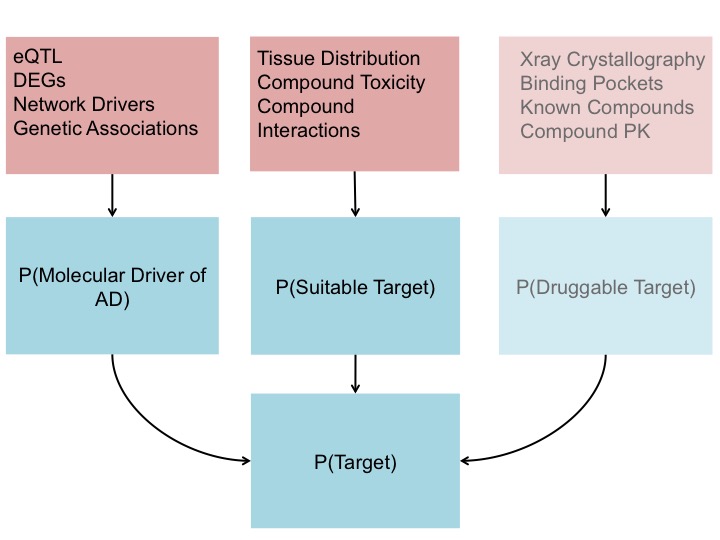 eQTL
DEGs
Network Drivers
Genetic Associations
Tissue Distribution
Compound Toxicity
Compound
Interactions
Xray Crystallography
Binding Pockets
Known Compounds
Compound PK
P(Molecular Driver of
AD)
P(Suitable Target)
P(Druggable Target)
P(Target)